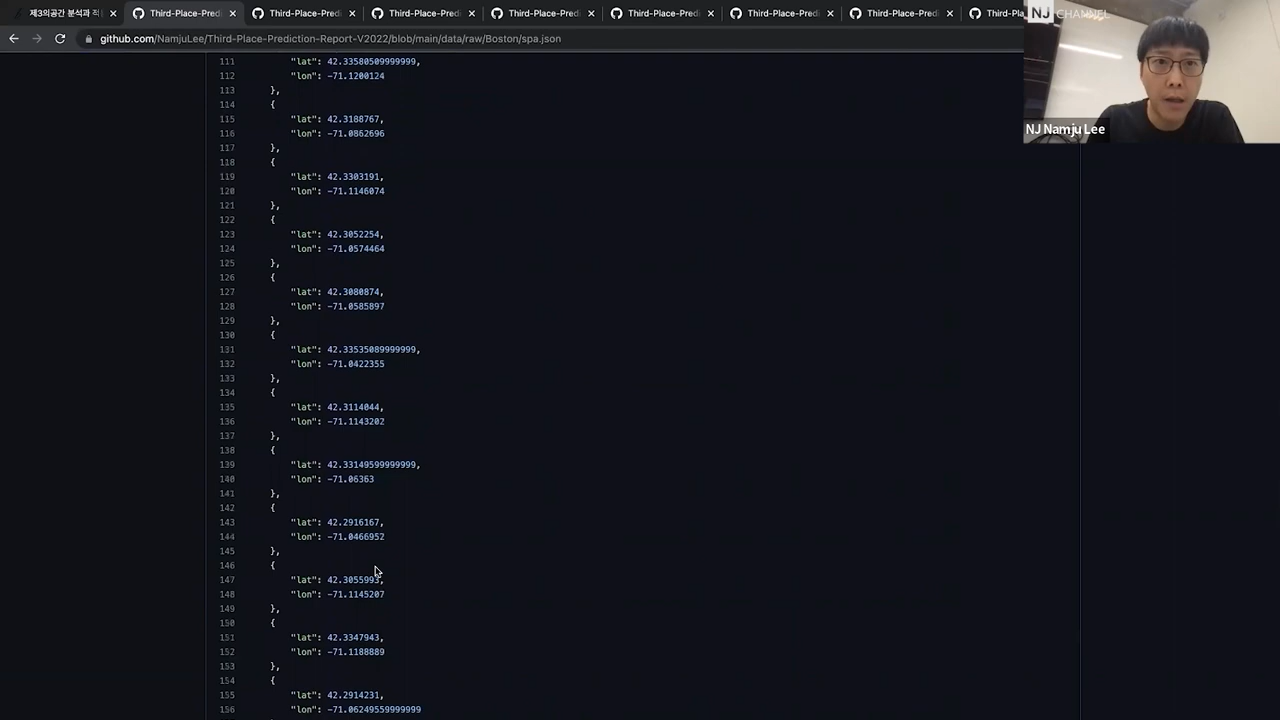 제3의공간 분석과 적
Third-Place-Predi
Third-Place-Predi
Third-Place-Predi
Third-Place-Predi
Third-Place-Predi
Third-Place-Predi
Third-Place-Predi
Third-Pla
NJ CHANNEL
github.com/NamjuLee/Third-Place-Prediction-Report-V2022/blob/main/data/raw/Boston/spa.json
NJ Namju Lee
111 "lat": 42.33580509999999,
112 "lon": -71.1200124
113 },
114 {
115 "lat": 42.3188767,
116 "lon": -71.0862696
117 },
118 {
119 "lat": 42.3303191,
120 "lon": -71.1146074
121 },
122 {
123 "lat": 42.3052254,
124 "lon": -71.0574464
125 },
126 {
127 "lat": 42.3080874,
128 "lon": -71.0585897
129 },
130 {
131 "lat": 42.33535089999999,
132 "lon": -71.0422355
133 },
134 {
135 "lat": 42.3114044,
136 "lon": -71.1143202
137 },
138 {
139 "lat": 42.33149599999999,
140 "lon": -71.06363
141 },
142 {
143 "lat": 42.2916167,
144 "lon": -71.0466952
145 },
146 {
147 "lat": 42.3055993,
148 "lon": -71.1145207
149 },
150 {
151 "lat": 42.3347943,
152 "lon": -71.1188889
153 },
154 {
155 "lat": 42.2914231,
156 "lon": -71.06249559999999